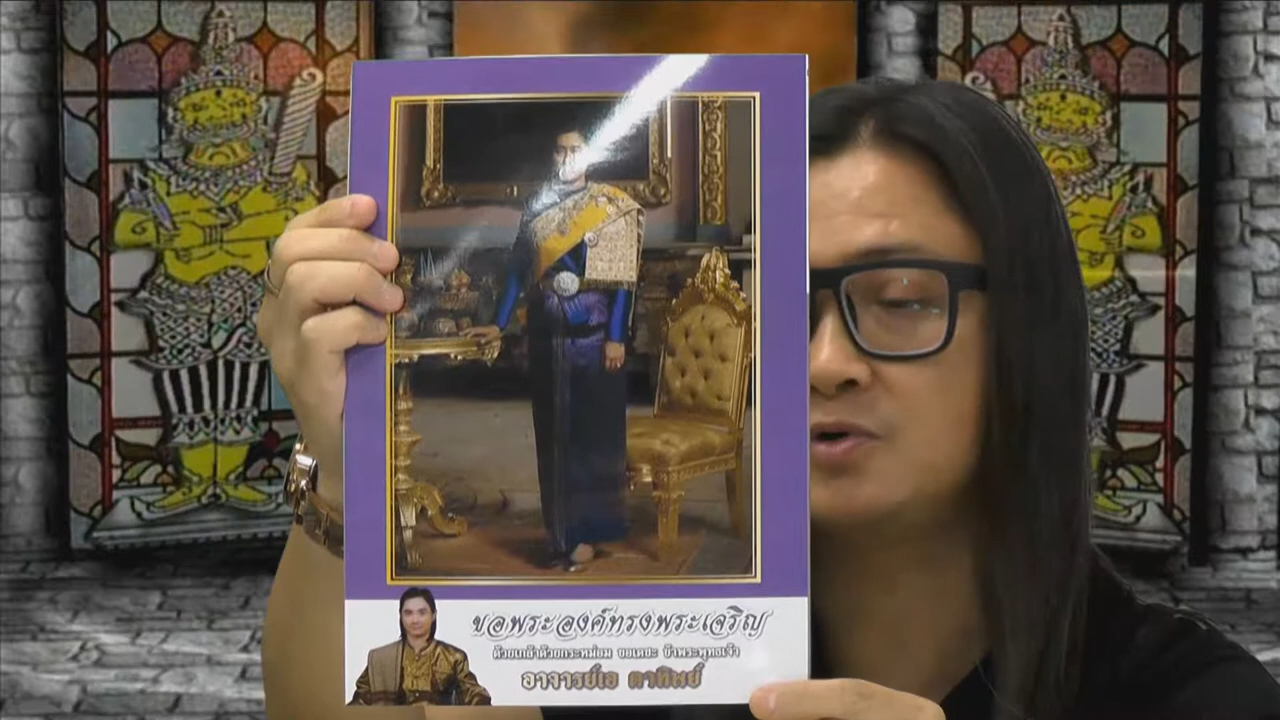 ขอพระองค์ทรงพระเจริญ
ด้วยเกล้าด้วยกระหม่อม ขอเดชะ ข้าพระพุทธเจ้า
อาจารย์เอ ตาทิพย์